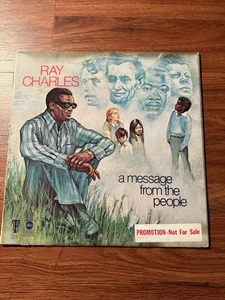 RAY
CHARLES
a message
from the
people
PROMOTION-Not For Sale